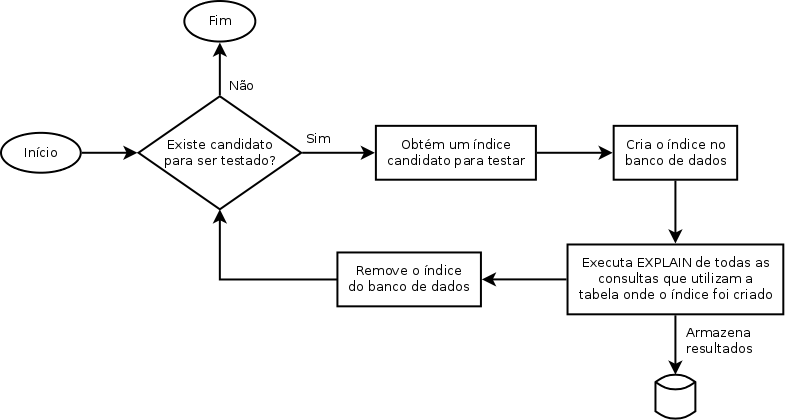 Fim
Não
Início
Existe candidato
para ser testado?
Sim
Obtém um índice
candidato para testar
Cria o índice no
banco de dados
Executa EXPLAIN de todas as
consultas que utilizam a
tabela onde o índice foi criado
Remove o índice
do banco de dados
Armazena
resultados